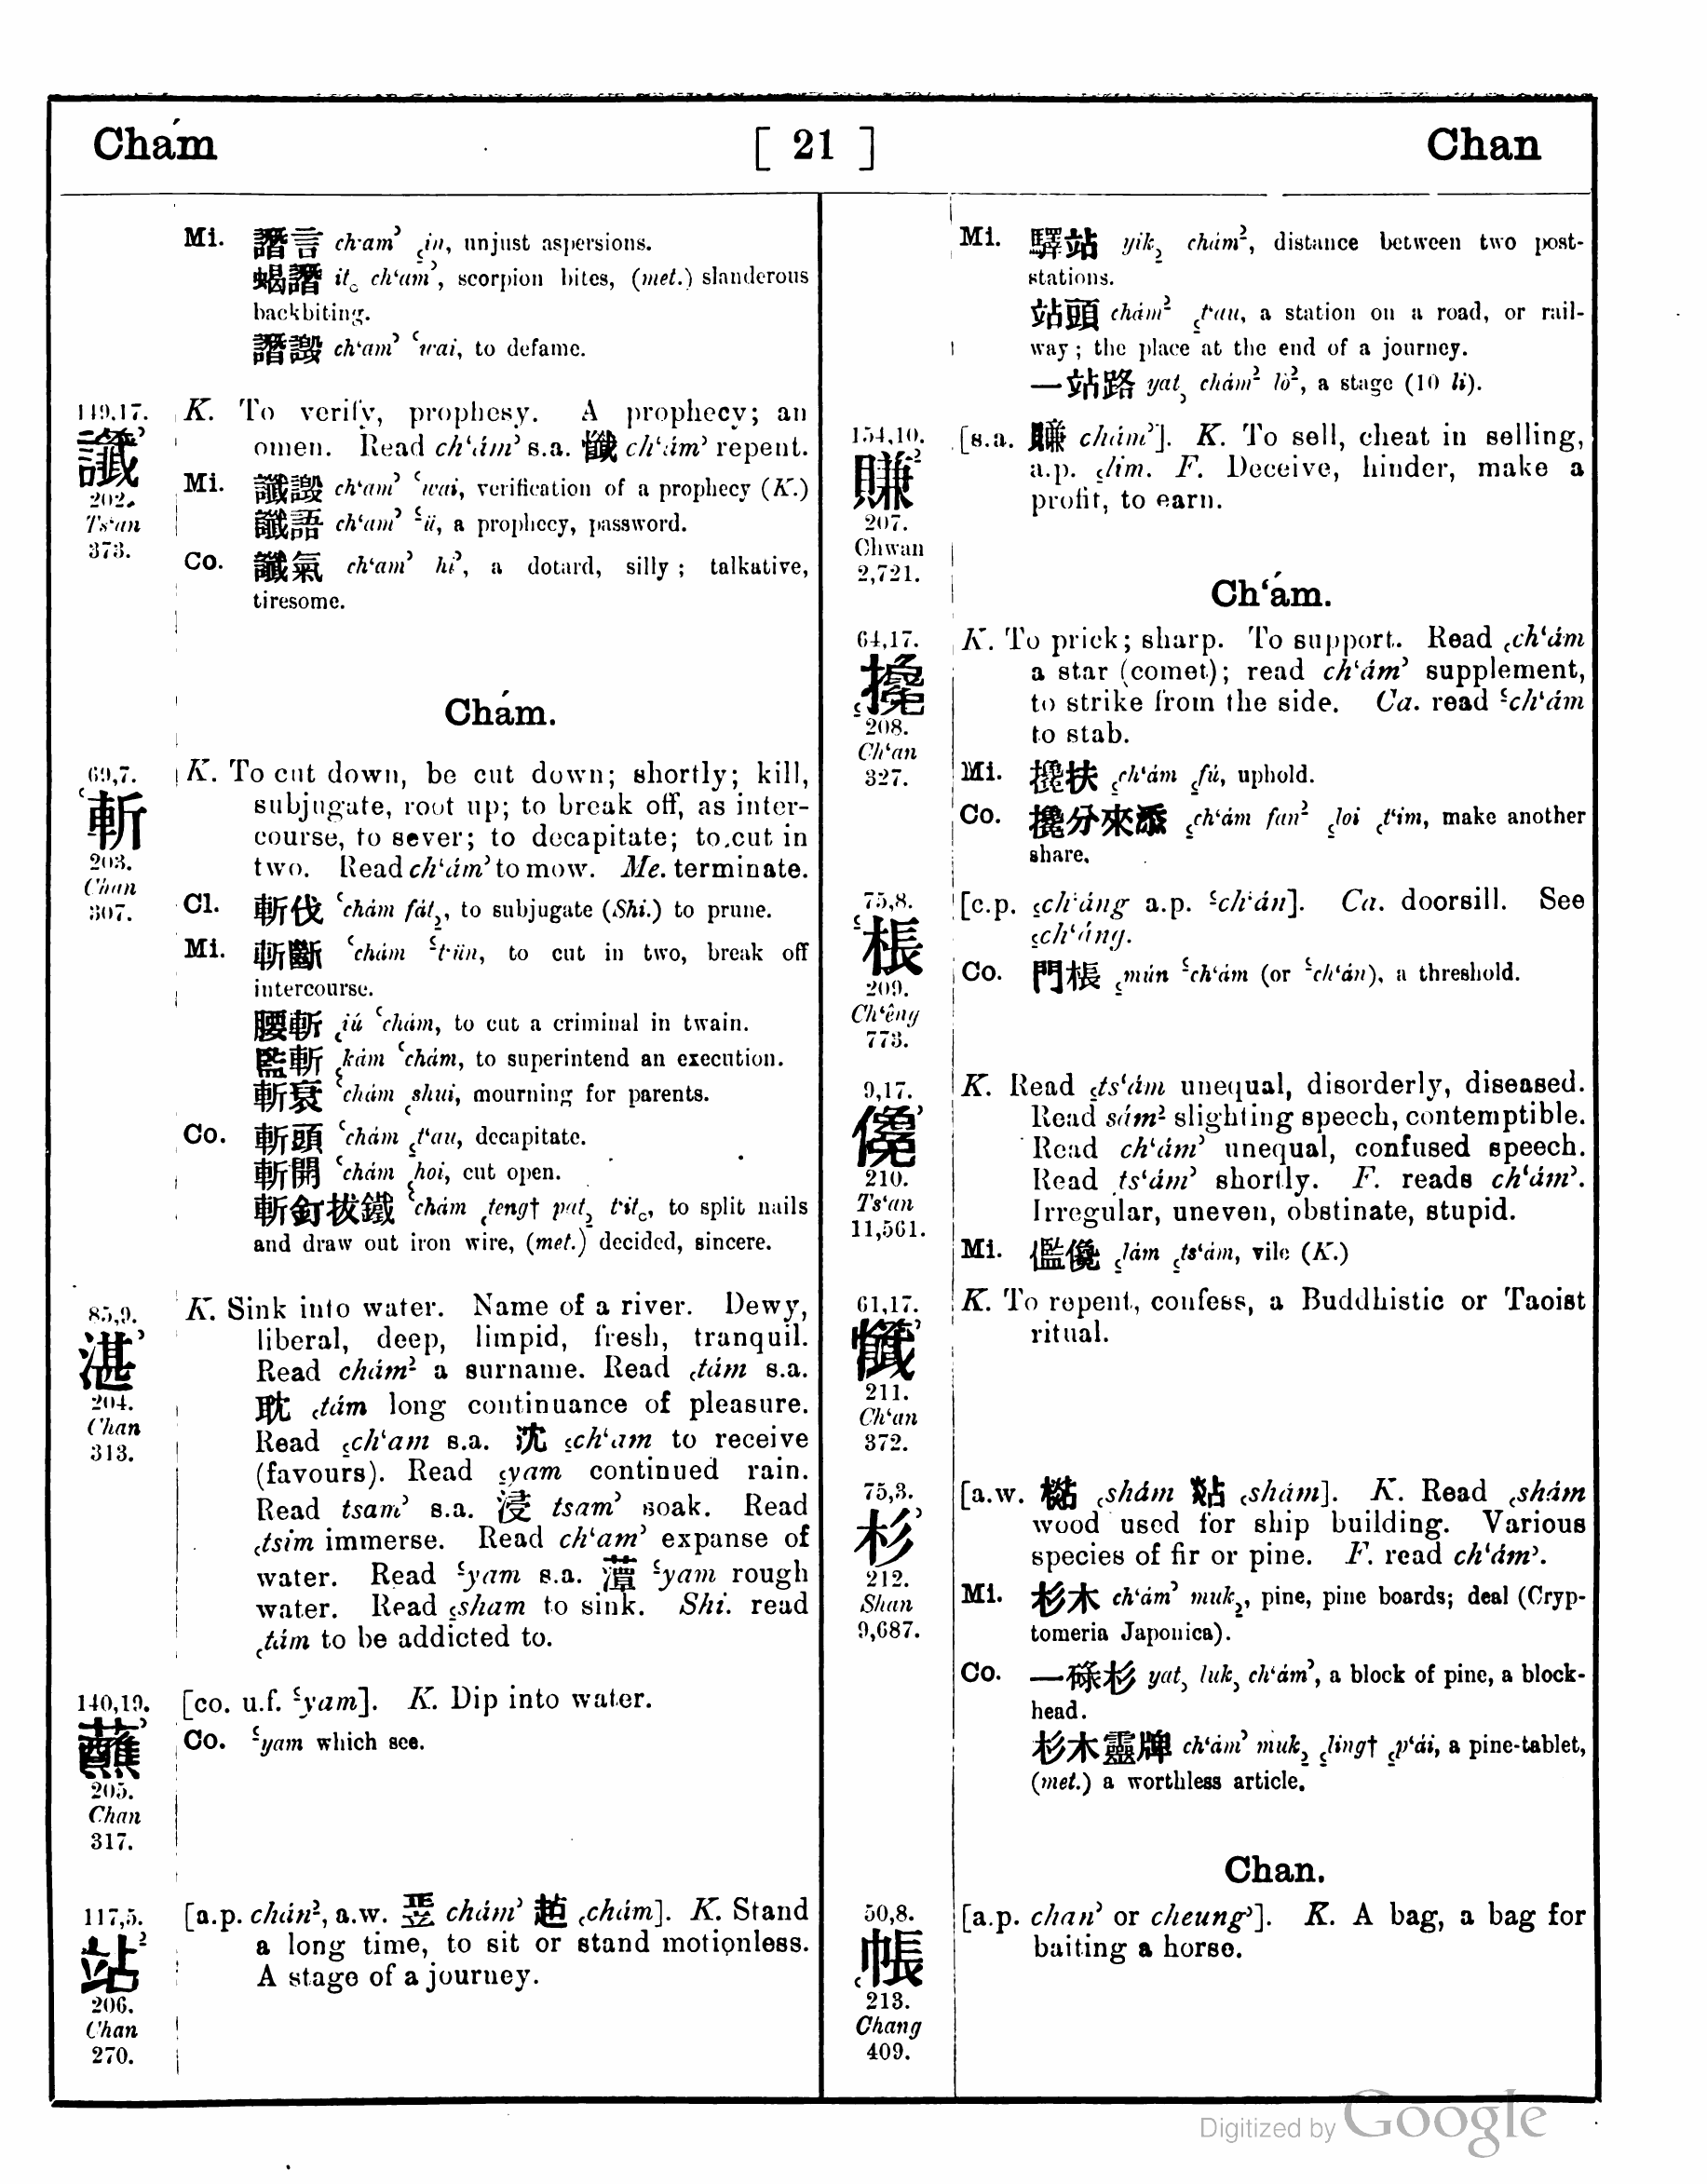 Chám [ 21 ] Chan
Mi. 譖言 ch‘am꜄ ꜁in, unjust aspersions.
蝎譖 it꜀ ch‘am꜄, scorpion bites, (met.) slanderous
backbiting.
譖譭 ch‘am꜄ ꜂wai, to defame.
149,17.
讖꜄
202.
Ts‘an
373.
K. To verify, prophesy. A prophecy; an
omen. Read ch‘ám꜄ s.a. 懺 ch‘ám꜄ repent.
Mi. 讖譭 ch‘am꜄ ꜂wai, verification of a prophecy (K.)
讖語 ch‘am꜄ ꜃ü, a prophecy, password.
Co. 讖氣 ch‘am꜄ hí꜄, a dotard, silly; talkative,
tiresome.
Chám.
69,7.
꜂斬
203.
Chan
307.
K. To cut down, be cut down; shortly; kill,
subjugate, root up; to break off, as inter-
course, to sever; to decapitate; to cut in
two. Read ch‘ám꜄ to mow. Me. terminate.
Cl. 斬伐 ꜂chám fát꜇, to subjugate (Shi.) to prune.
Mi. 斬斷 ꜂chám ꜃t‘ün, to cut in two, break off
intercourse.
腰斬 ꜀iú ꜂chám, to cut a criminal in twain.
監斬 ꜀kám ꜂chám, to superintend an execution.
斬衰 ꜂chám ꜀shui, mourning for parents.
Co. 斬頭 ꜂chám ꜁t‘au, decapitate.
斬開 ꜂chám ꜀hoi, cut open.
斬釘拔鐵 ꜂chám ꜀teng† pat꜇ t‘it꜀, to split nails
and draw out iron wire, (met.) decided, sincere.
85,9.
湛꜄
204.
Chan
313.
K. Sink into water. Name of a river. Dewy,
liberal, deep, limpid, fresh, tranquil.
Read chám꜅ a surname. Read ꜀tám s.a.
耽 ꜀tám long continuance of pleasure.
Read ꜁ch‘am s.a. 沈 ꜁ch‘am to receive
(favours). Read ꜁yam continued rain.
Read tsam꜄ s.a. 浸 tsam꜄ soak. Read
꜀tsim immerse. Read ch‘am꜄ expanse of
water. Read ꜃yam s.a. ꜃yam rough
water. Read ꜁sham to sink. Shi. read
꜀tám to be addicted to.
140,19.
蘸꜄
205.
Chan
317.
[co. u.f. ꜃yam]. K. Dip into water.
Co. ꜃yam which see.
117,5.
站꜅
206.
Chan
270.
[a.p. chán꜅, a.w. chám꜄ ꜀chám]. K. Stand
a long time, to sit or stand motionless.
A stage of a journey.
Mi. 驛站 yik꜇ chám꜅, distance between two post-
stations.
站頭 chám꜅ ꜁t‘au, a station on a road, or rail-
way; the place at the end of a journey.
一站路 yat꜆ chám꜅ lò꜅, a stage (10 li).
154,10.
賺꜅
207.
Chwan
2,721.
[s.a. 賺 chám꜄]. K. To sell, cheat in selling,
a.p. ꜁lim. F. Deceive, hinder, make a
profit, to earn.
Ch‘ám.
64,17.
꜁攙
208.
Ch‘an
327.
K. To prick; sharp. To support. Read ꜀ch‘ám
a star (comet); read ch‘ám꜄ supplement,
to strike from the side. Ca. read ꜃ch‘ám
to stab.
Mi. 攙扶 ꜁ch‘ám ꜁fú, uphold.
Co. 攙分來添 ꜁ch‘ám fan꜅ ꜁loi ꜀t‘im, make another
share.
75,8.
꜃棖
209.
Ch‘êng
773.
[c.p. ꜁ch‘áng a.p. ꜃ch‘án]. Ca. doorsill. See
꜁ch‘áng.
Co. 門棖 ꜁mún ꜃ch‘ám (or ꜃ch‘án), a threshold.
9,17.
儳꜄
210.
Ts‘an
11,561.
K. Read ꜁ts‘ám unequal, disorderly, diseased.
Read sám꜅ slighting speech, contemptible.
Read ch‘ám꜄ unequal, confused speech.
Read ts‘ám꜄ shortly. F. reads ch‘ám꜄.
Irregular, uneven, obstinate, stupid.
Mi. 儖儳 ꜁lám ꜁ts‘ám, vile (K.)
61,17.
懺꜄
211.
Ch‘an
372.
K. To repent, confess, a Buddhistic or Taoist
ritual.
75,3.
杉꜄
212.
Shan
9,687.
[a.w. ꜀shám ꜀shám]. K. Read ꜀shám
wood used for ship building. Various
species of fir or pine. F. read ch‘ám꜄.
Mi. 杉木 ch‘ám꜄ muk꜇, pine, pine boards; deal (Cryp-
tomeria Japonica).
Co. 一碌杉 yat꜆ luk꜆ ch‘ám꜄, a block of pine, a block-
head.
杉木靈牌 ch‘ám꜄ muk꜇ ꜁ling† ꜁p‘ái, a pine-tablet,
(met.) a worthless article.
Chan.
50,8.
꜀帳
213.
Chang
409.
[a.p. chan꜄ or cheung꜄]. K. A bag, a bag for
baiting a horse.
Digitized by Google